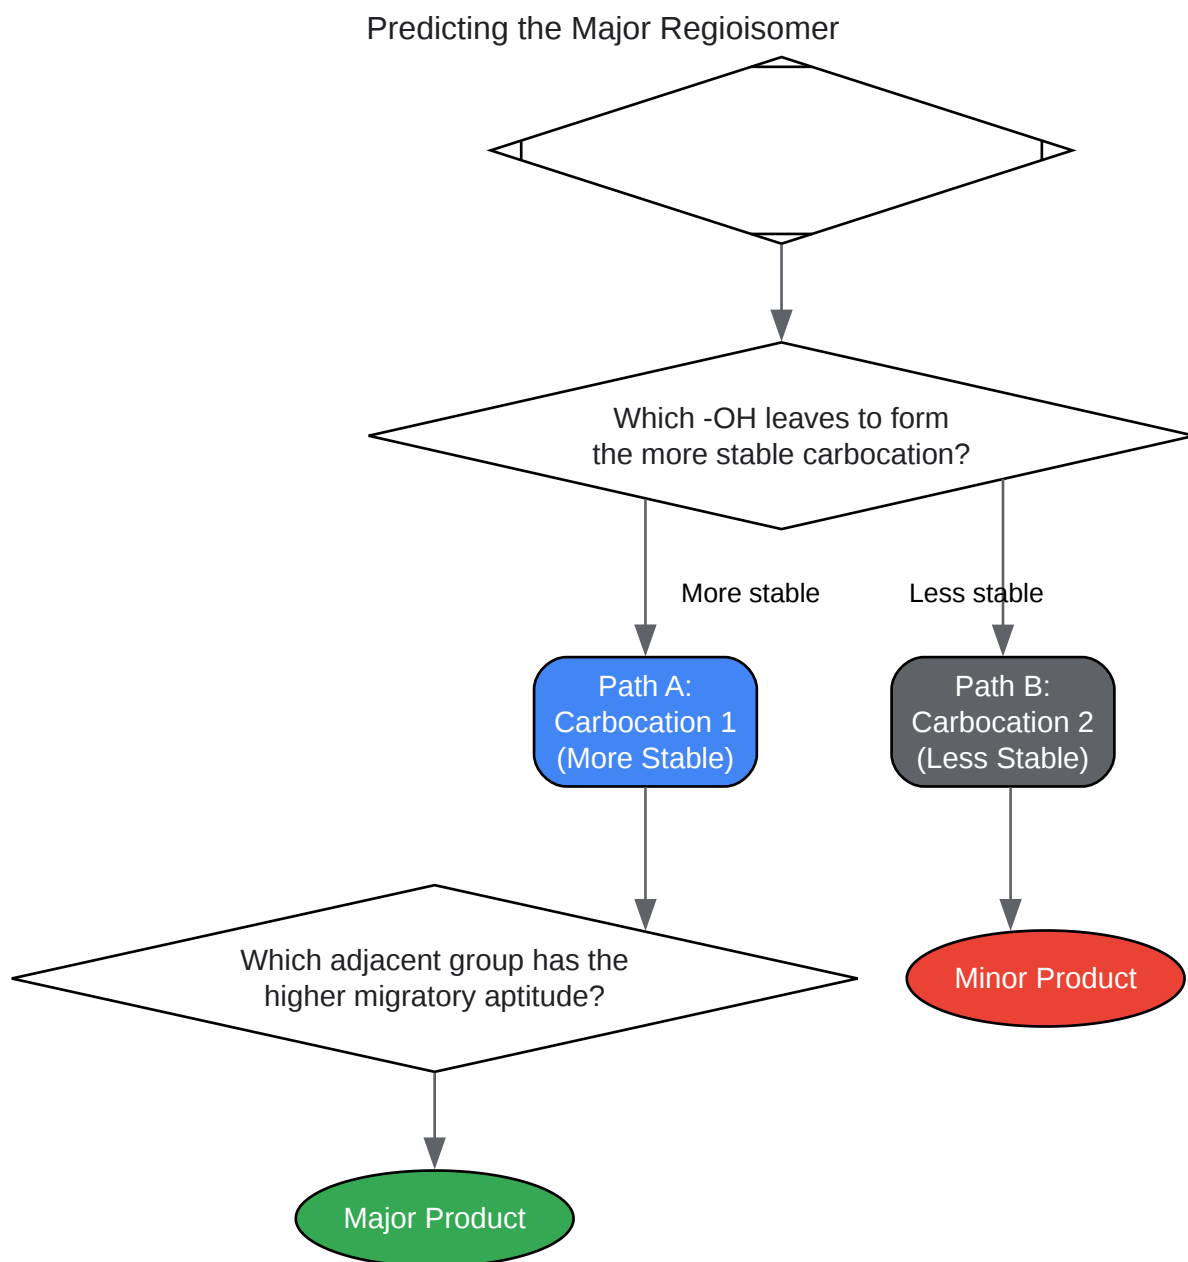 Predicting the Major Regioisomer
Which -OH leaves to form
the more stable carbocation?
More stable
Less stable
Path A:
Carbocation 1
(More Stable)
Path B:
Carbocation 2
(Less Stable)
Which adjacent group has the
higher migratory aptitude?
Minor Product
Major Product